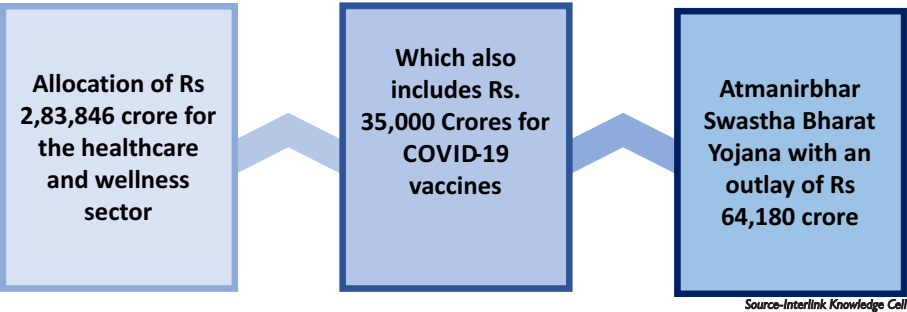 Allocation of Rs
2,83,846 crore for
the healthcare
and wellness
sector
Which also
includes Rs.
35,000 Crores for
COVID-19
vaccines
Atmanirbhar
Swastha Bharat
Yojana with an
outlay of Rs
64,180 crore
Source-Interlink Knowledge Cell